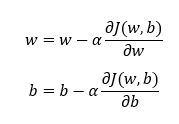 w = w − α ∂J(w, b)/∂w
b = b − α ∂J(w, b)/∂b